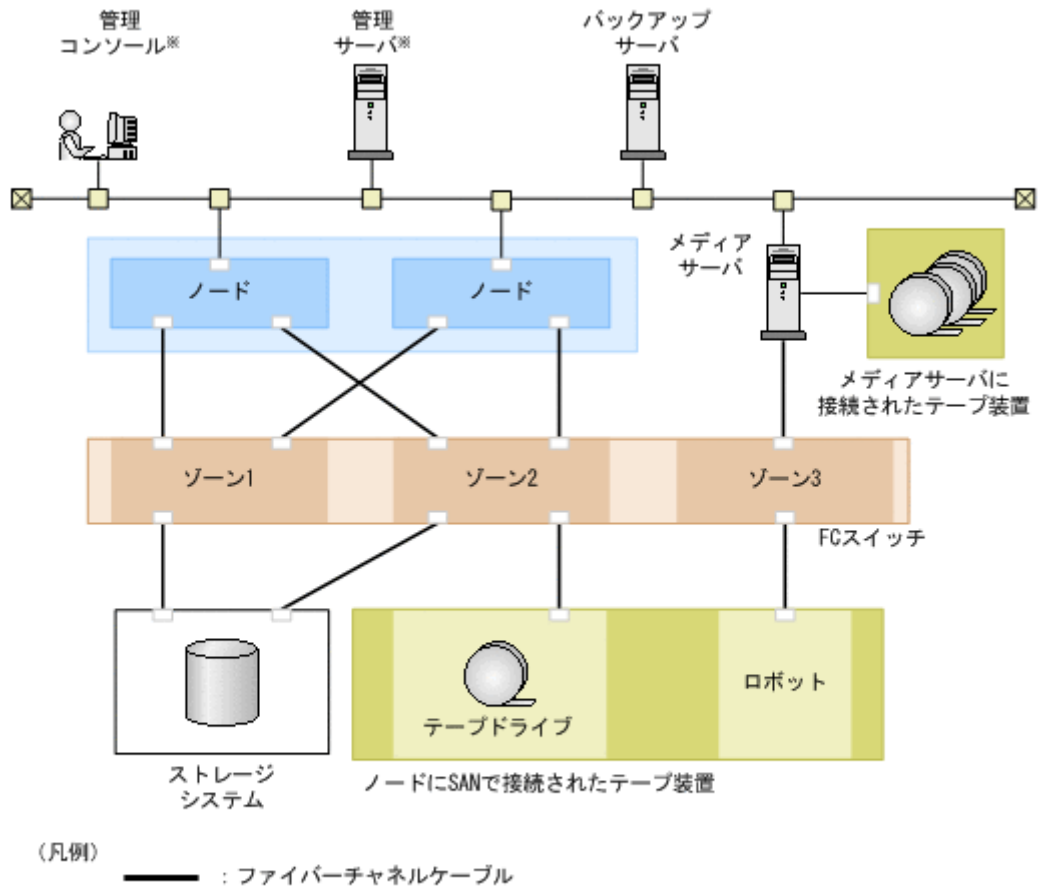 管理
コンソール※
管理
サーバ※
バックアップ
サーバ
メディア
サーバ
ノード
ノード
メディアサーバに
接続されたテープ装置
ゾーン1
ゾーン2
ゾーン3
FCスイッチ
テープドライブ
ロボット
ストレージ
システム
ノードにSANで接続されたテープ装置
(凡例)
:ファイバーチャネルケーブル